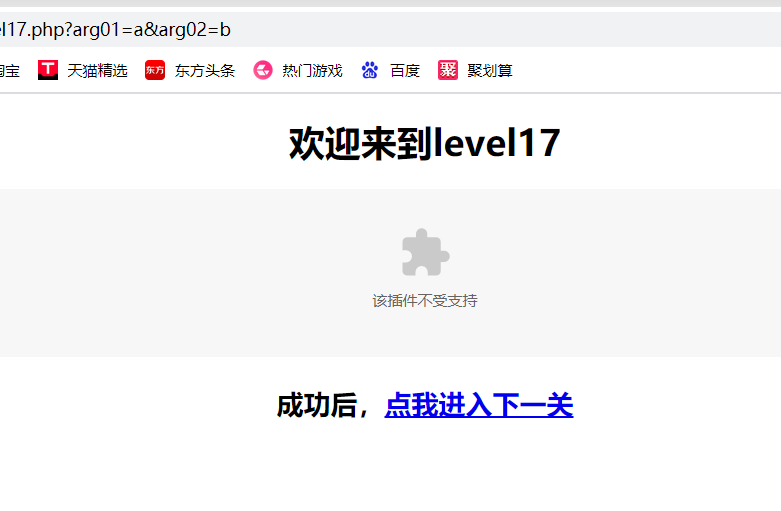 el17.php?arg01=a&arg02=b
淘宝 天猫精选 东方 东方头条 热门游戏 du 百度 聚 聚划算
欢迎来到level17
该插件不受支持
成功后，点我进入下一关